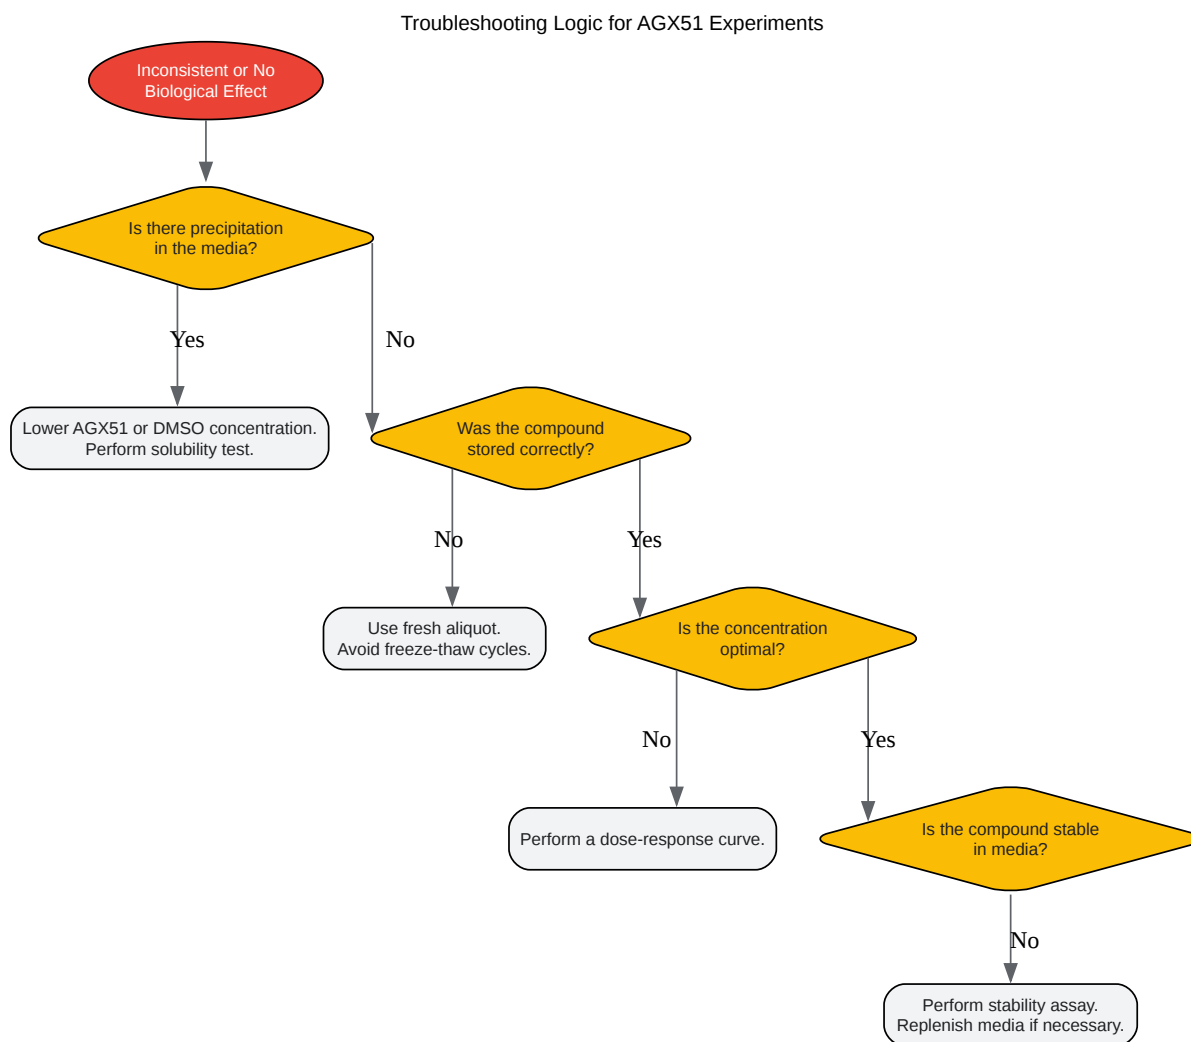 Troubleshooting Logic for AGX51 Experiments
Inconsistent or No
Biological Effect
Is there precipitation
in the media?
Yes
No
Lower AGX51 or DMSO concentration.
Perform solubility test.
Was the compound
stored correctly?
No
Yes
Use fresh aliquot.
Avoid freeze-thaw cycles.
Is the concentration
optimal?
No
Yes
Perform a dose-response curve.
Is the compound stable
in media?
No
Perform stability assay.
Replenish media if necessary.